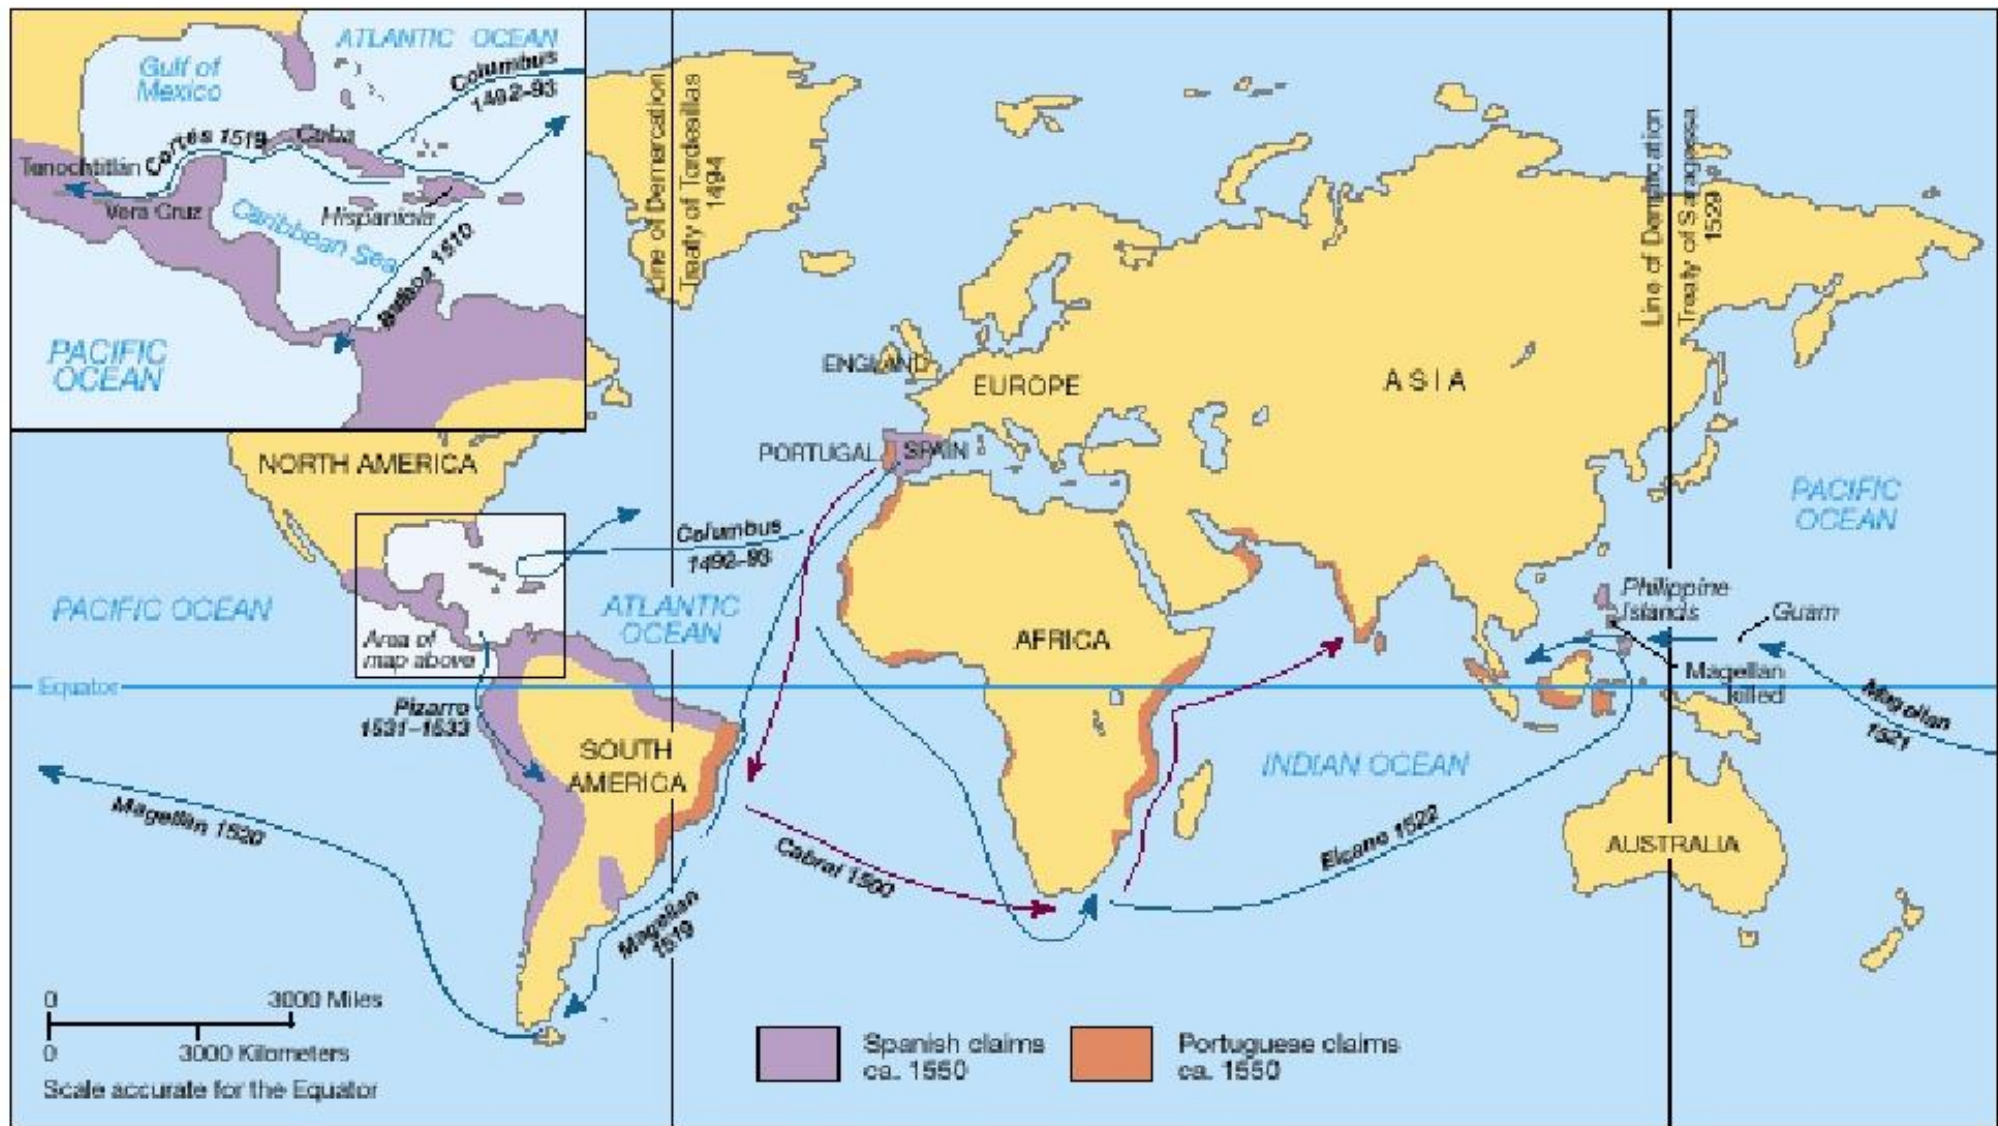 ATLANTIC OCEAN
Gulf of
Mexico
Columbus
1492-93
Cortés 1519
Cuba
Tenochtitlán
Vera Cruz
Hispaniola
Caribbean Sea
Balboa 1510
PACIFIC
OCEAN
Line of Demarcation
Treaty of Tordesillas
1494
Line of Demarcation
Treaty of Saragossa
1529
ENGLAND
EUROPE
ASIA
PORTUGAL
SPAIN
NORTH AMERICA
PACIFIC
OCEAN
Columbus
1492-93
PACIFIC OCEAN
ATLANTIC
OCEAN
Area of
map above
AFRICA
Philippine
Islands
Guam
Magellan
killed
Equator
Pizarro
1531-1533
SOUTH
AMERICA
INDIAN OCEAN
Magellan
1521
Magellan 1520
Cabral 1500
Elcano 1522
AUSTRALIA
Magellan
1519
0 3000 Miles
0 3000 Kilometers
Scale accurate for the Equator
Spanish claims
ca. 1550
Portuguese claims
ca. 1550